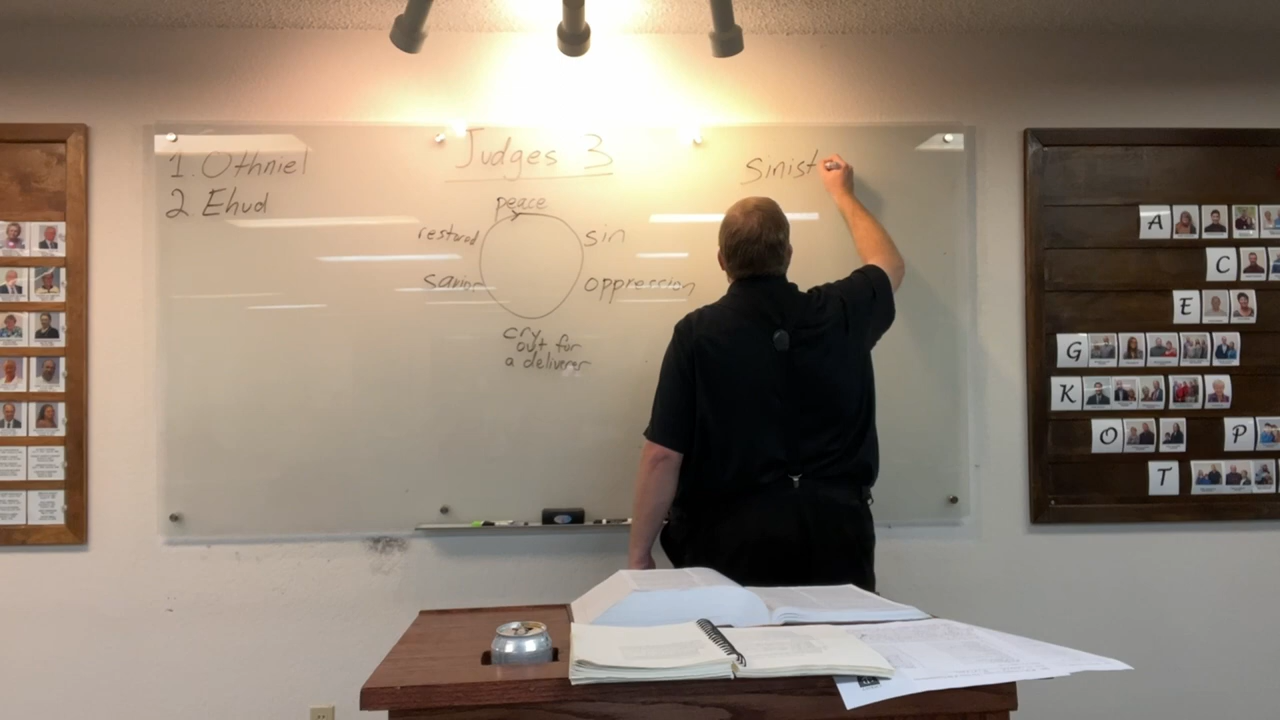 1. Othniel
2. Ehud
Judges 3
peace
restored
sin
savior
oppression
cry
out for
a deliverer
Sinist
A
C
E
G
K
O
P
T